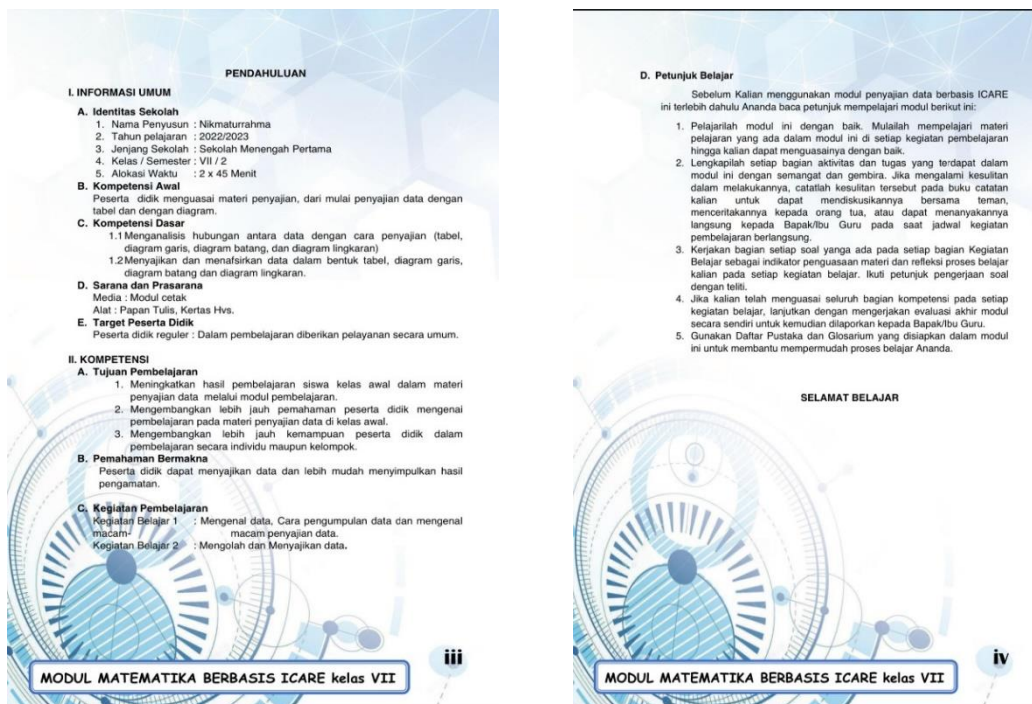 PENDAHULUAN
I. INFORMASI UMUM
A. Identitas Sekolah
1. Nama Penyusun : Nikmaturrahma
2. Tahun pelajaran : 2022/2023
3. Jenjang Sekolah : Sekolah Menengah Pertama
4. Kelas / Semester : VII / 2
5. Alokasi Waktu : 2 x 45 Menit
B. Kompetensi Awal
Peserta didik menguasai materi penyajian, dari mulai penyajian data dengan
tabel dan dengan diagram.
C. Kompetensi Dasar
1.1 Menganalisis hubungan antara data dengan cara penyajian (tabel,
diagram garis, diagram batang, dan diagram lingkaran)
1.2 Menyajikan dan menafsirkan data dalam bentuk tabel, diagram garis,
diagram batang dan diagram lingkaran.
D. Sarana dan Prasarana
Media : Modul cetak
Alat : Papan Tulis, Kertas Hvs.
E. Target Peserta Didik
Peserta didik reguler : Dalam pembelajaran diberikan pelayanan secara umum.
II. KOMPETENSI
A. Tujuan Pembelajaran
1. Meningkatkan hasil pembelajaran siswa kelas awal dalam materi
penyajian data melalui modul pembelajaran.
2. Mengembangkan lebih jauh pemahaman peserta didik mengenai
pembelajaran pada materi penyajian data di kelas awal.
3. Mengembangkan lebih jauh kemampuan peserta didik dalam
pembelajaran secara individu maupun kelompok.
B. Pemahaman Bermakna
Peserta didik dapat menyajikan data dan lebih mudah menyimpulkan hasil
pengamatan.
C. Kegiatan Pembelajaran
Kegiatan Belajar 1 : Mengenal data, Cara pengumpulan data dan mengenal
macam- macam penyajian data.
Kegiatan Belajar 2 : Mengolah dan Menyajikan data.
iii
MODUL MATEMATIKA BERBASIS ICARE kelas VII
D. Petunjuk Belajar
Sebelum Kalian menggunakan modul penyajian data berbasis ICARE
ini terlebih dahulu Ananda baca petunjuk mempelajari modul berikut ini:
1. Pelajarilah modul ini dengan baik. Mulailah mempelajari materi
pelajaran yang ada dalam modul ini di setiap kegiatan pembelajaran
hingga kalian dapat menguasainya dengan baik.
2. Lengkapilah setiap bagian aktivitas dan tugas yang terdapat dalam
modul ini dengan semangat dan gembira. Jika mengalami kesulitan
dalam melakukannya, catatlah kesulitan tersebut pada buku catatan
kalian untuk dapat mendiskusikannya bersama teman,
menceritakannya kepada orang tua, atau dapat menanyakannya
langsung kepada Bapak/Ibu Guru pada saat jadwal kegiatan
pembelajaran berlangsung.
3. Kerjakan bagian setiap soal yanga ada pada setiap bagian Kegiatan
Belajar sebagai indikator penguasaan materi dan refleksi proses belajar
kalian pada setiap kegiatan belajar. Ikuti petunjuk pengerjaan soal
dengan teliti.
4. Jika kalian telah menguasai seluruh bagian kompetensi pada setiap
kegiatan belajar, lanjutkan dengan mengerjakan evaluasi akhir modul
secara sendiri untuk kemudian dilaporkan kepada Bapak/Ibu Guru.
5. Gunakan Daftar Pustaka dan Glosarium yang disiapkan dalam modul
ini untuk membantu mempermudah proses belajar Ananda.
SELAMAT BELAJAR
iv
MODUL MATEMATIKA BERBASIS ICARE kelas VII